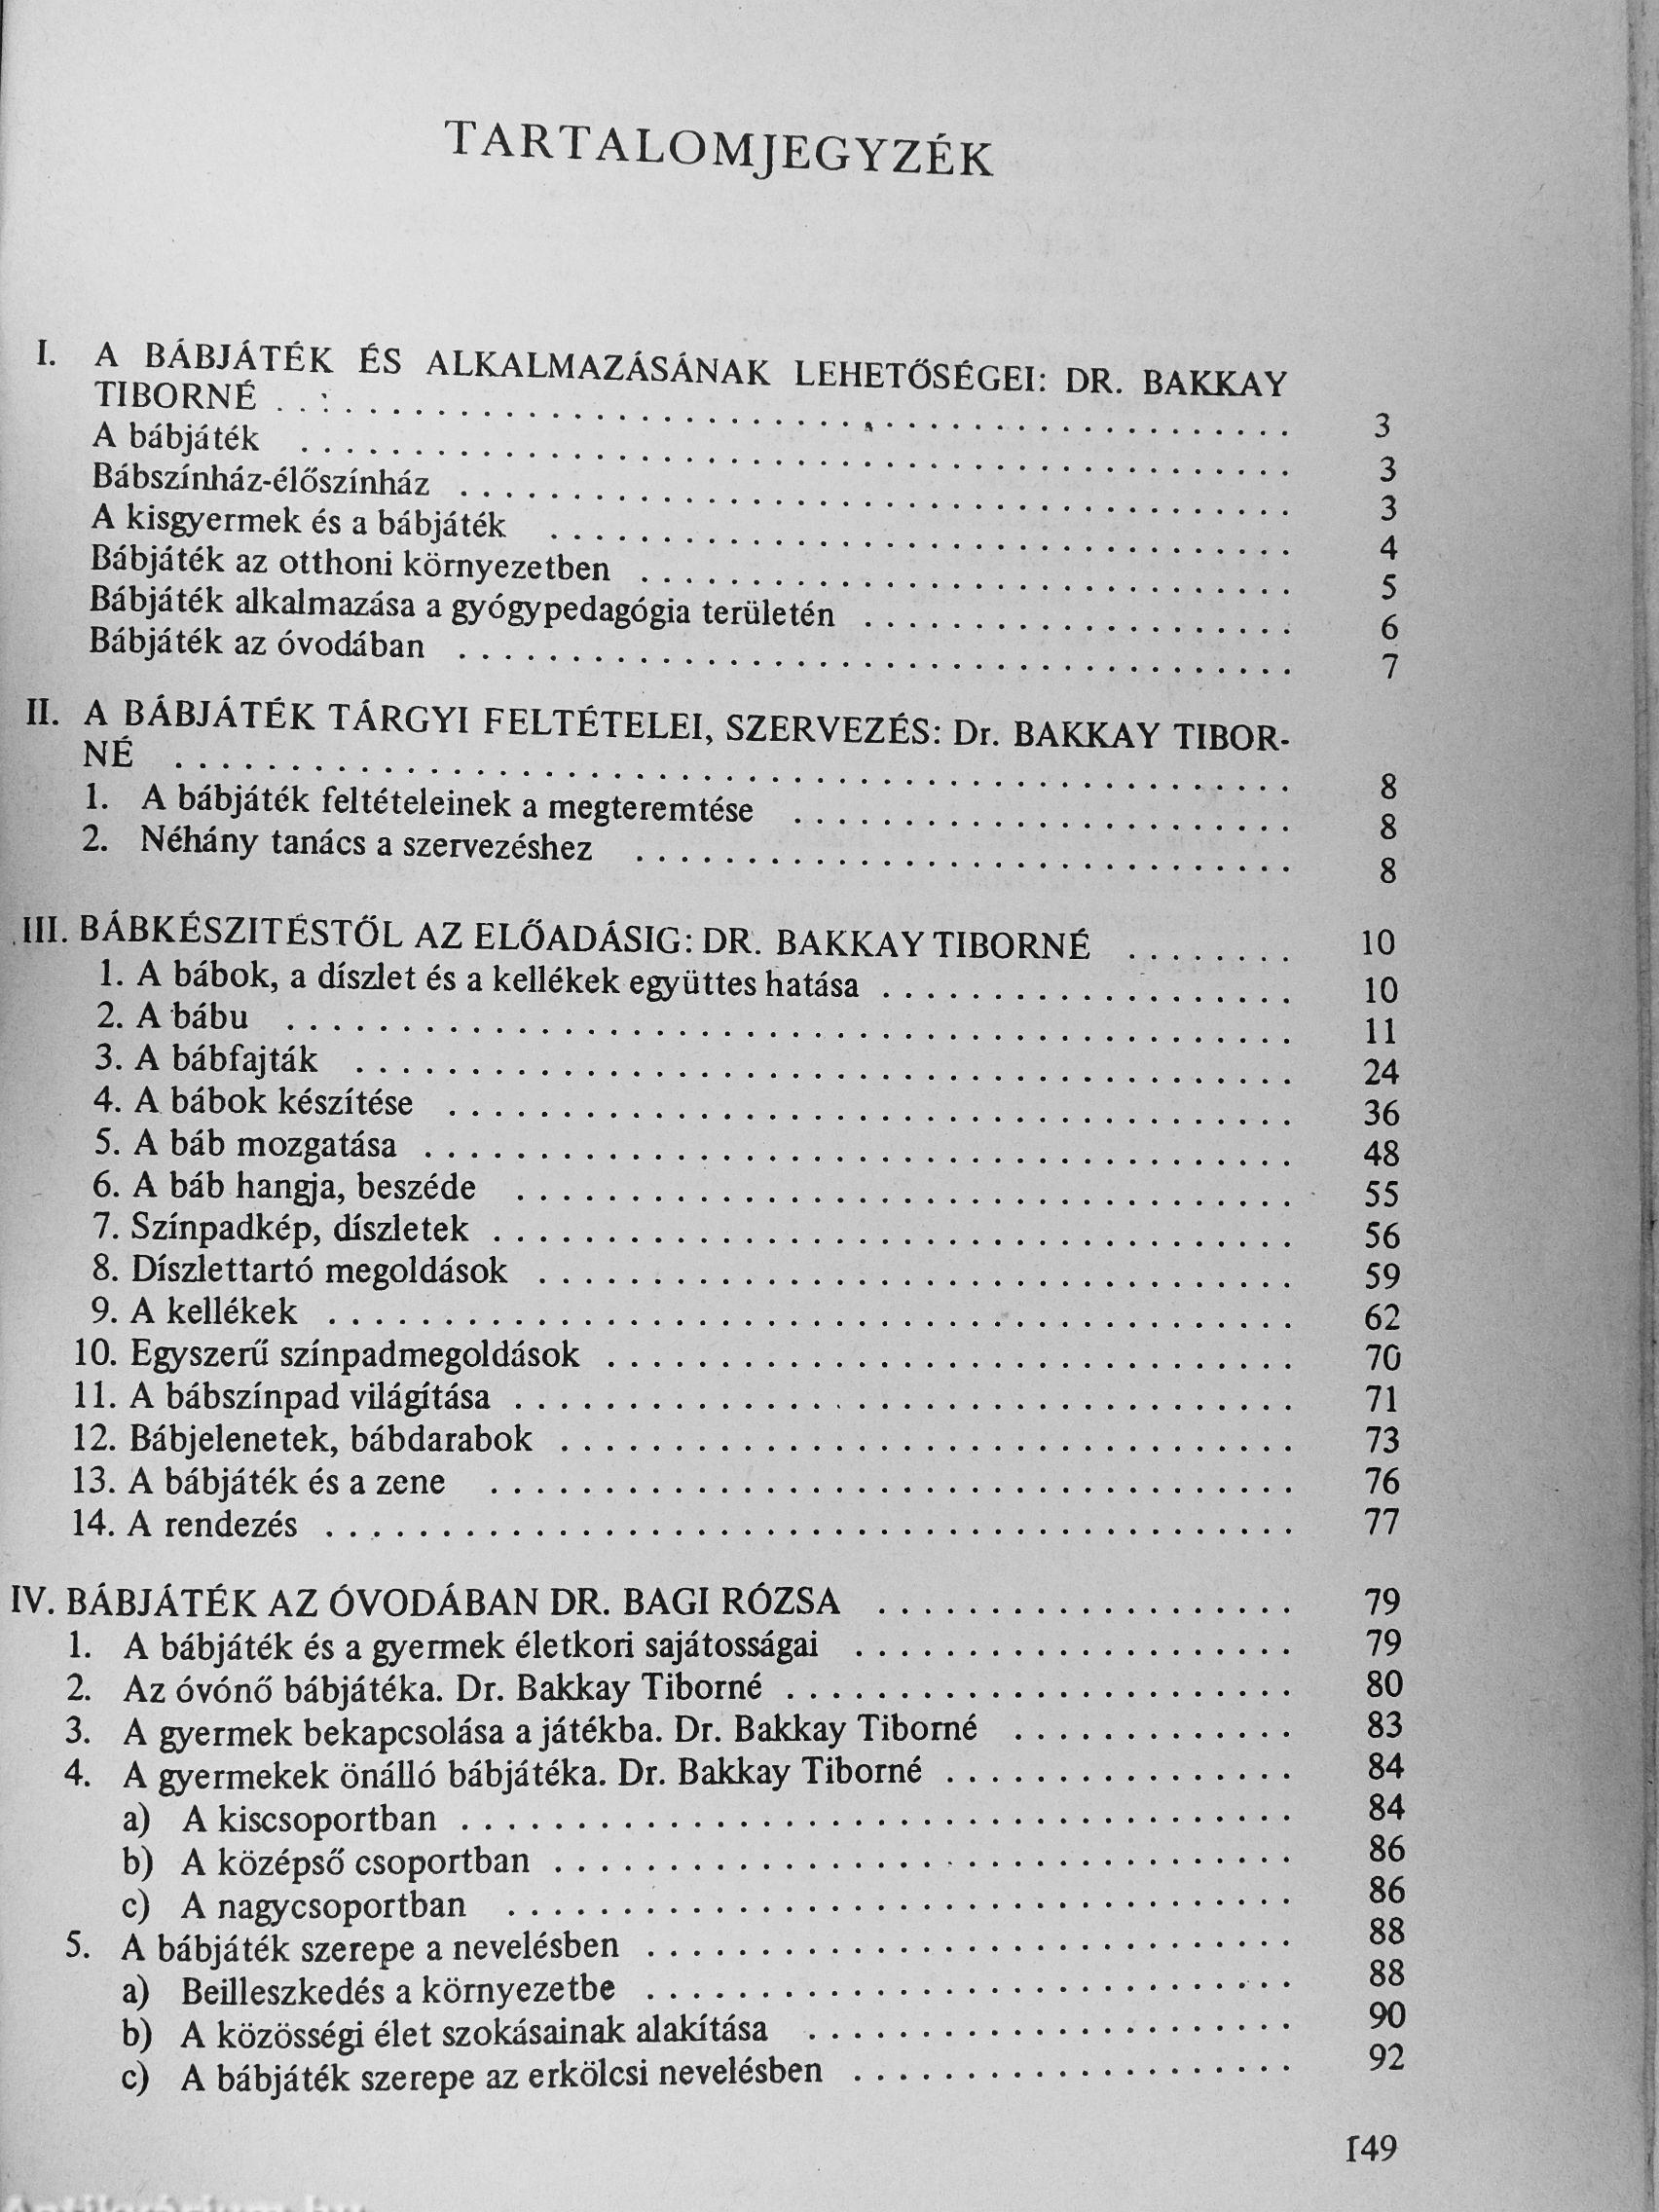 TARTALOMJEGYZÉK
I. A BÁBJÁTÉK ÉS ALKALMAZÁSÁNAK LEHETŐSÉGEI: DR. BAKKAY
TIBORNÉ . . . . . . . . . . . . . . . . . . . . 3
A bábjáték . . . . . . . . . . . . . . . . . . . . 3
Bábszínház-élőszínház . . . . . . . . . . . . . . . . . . . . 3
A kisgyermek és a bábjáték . . . . . . . . . . . . . . . . . . . . 4
Bábjáték az otthoni környezetben . . . . . . . . . . . . . . . . . . . . 5
Bábjáték alkalmazása a gyógypedagógia területén . . . . . . . . . . . . . . . . . . . . 6
Bábjáték az óvodában . . . . . . . . . . . . . . . . . . . . 7
II. A BÁBJÁTÉK TÁRGYI FELTÉTELEI, SZERVEZÉS: Dr. BAKKAY TIBOR-
NÉ . . . . . . . . . . . . . . . . . . . . 8
1. A bábjáték feltételeinek a megteremtése . . . . . . . . . . . . . . . . . . . . 8
2. Néhány tanács a szervezéshez . . . . . . . . . . . . . . . . . . . . 8
III. BÁBKÉSZITÉSTŐL AZ ELŐADÁSIG: DR. BAKKAY TIBORNÉ . . . . . . . . 10
1. A bábok, a díszlet és a kellékek együttes hatása . . . . . . . . . . . . . . . . . . 10
2. A bábu . . . . . . . . . . . . . . . . . . . . 11
3. A bábfajták . . . . . . . . . . . . . . . . . . . . 24
4. A bábok készítése . . . . . . . . . . . . . . . . . . . . 36
5. A báb mozgatása . . . . . . . . . . . . . . . . . . . . 48
6. A báb hangja, beszéde . . . . . . . . . . . . . . . . . . . . 55
7. Színpadkép, díszletek . . . . . . . . . . . . . . . . . . . . 56
8. Díszlettartó megoldások . . . . . . . . . . . . . . . . . . . . 59
9. A kellékek . . . . . . . . . . . . . . . . . . . . 62
10. Egyszerű színpadmegoldások . . . . . . . . . . . . . . . . . . . . 70
11. A bábszínpad világítása . . . . . . . . . . . . . . . . . . . . 71
12. Bábjelenetek, bábdarabok . . . . . . . . . . . . . . . . . . . . 73
13. A bábjáték és a zene . . . . . . . . . . . . . . . . . . . . 76
14. A rendezés . . . . . . . . . . . . . . . . . . . . 77
IV. BÁBJÁTÉK AZ ÓVODÁBAN DR. BAGI RÓZSA . . . . . . . . . . . . . . . . . . . 79
1. A bábjáték és a gyermek életkori sajátosságai . . . . . . . . . . . . . . . . . . . . 79
2. Az óvónő bábjátéka. Dr. Bakkay Tiborné . . . . . . . . . . . . . . . . . . . . 80
3. A gyermek bekapcsolása a játékba. Dr. Bakkay Tiborné . . . . . . . . . . . . . 83
4. A gyermekek önálló bábjátéka. Dr. Bakkay Tiborné . . . . . . . . . . . . . . . . 84
a) A kiscsoportban . . . . . . . . . . . . . . . . . . . . 84
b) A középső csoportban . . . . . . . . . . . . . . . . . . . . 86
c) A nagycsoportban . . . . . . . . . . . . . . . . . . . . 86
5. A bábjáték szerepe a nevelésben . . . . . . . . . . . . . . . . . . . . 88
a) Beilleszkedés a környezetbe . . . . . . . . . . . . . . . . . . . . 88
b) A közösségi élet szokásainak alakítása . . . . . . . . . . . . . . . . . . . . 90
c) A bábjáték szerepe az erkölcsi nevelésben . . . . . . . . . . . . . . . . . . . . 92
149